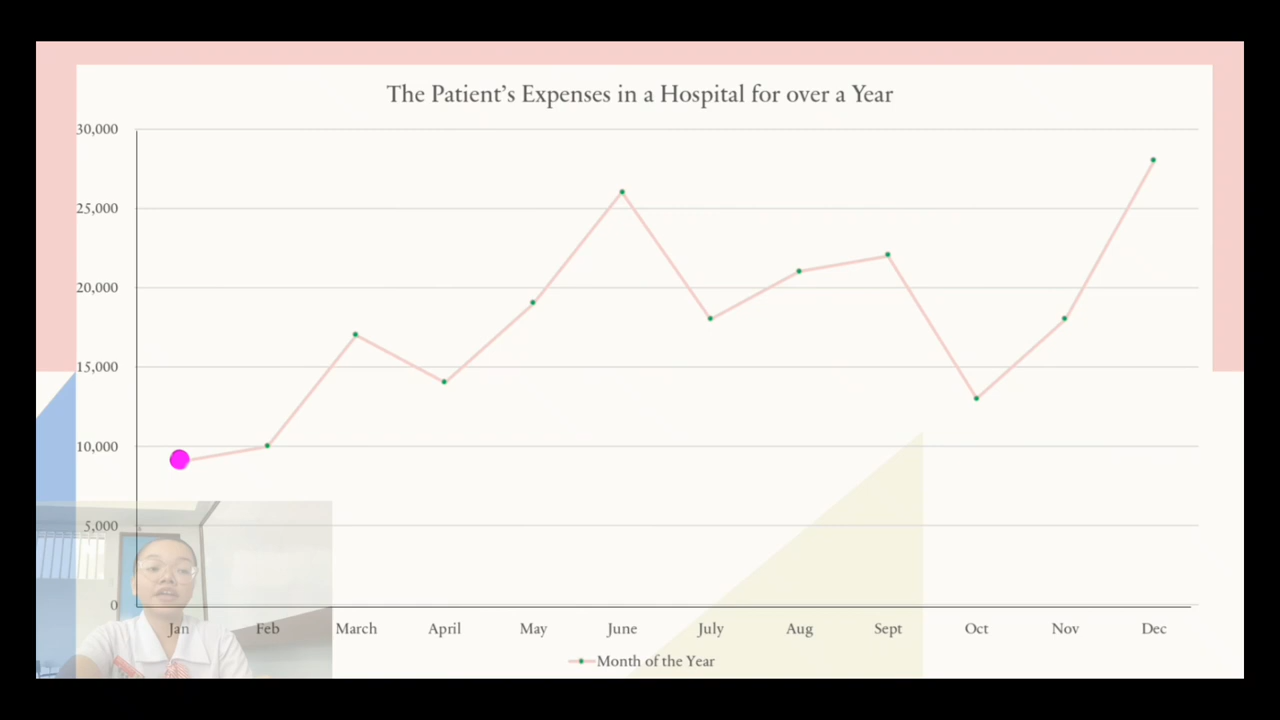 The Patient’s Expenses in a Hospital for over a Year
30,000
25,000
20,000
15,000
10,000
5,000
0
Jan Feb March April May June July Aug Sept Oct Nov Dec
Month of the Year